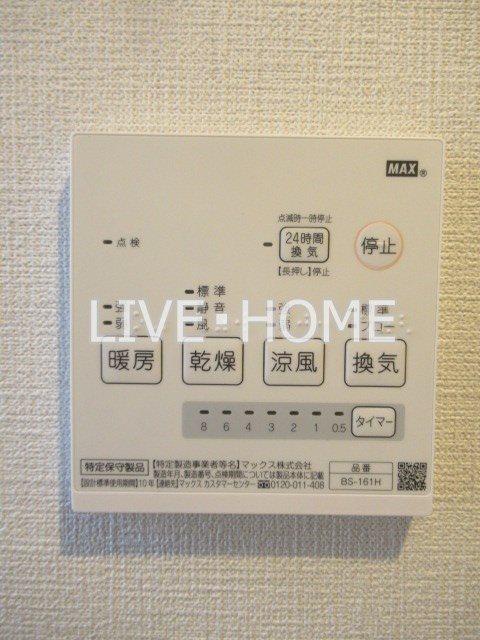 MAX®
点滅時一時停止
点検
24時間
換気
停止
【長押し】停止
標準
静音
LIVE・HOME
暖房
乾燥
涼風
換気
8 6 4 3 2 1 0.5
タイマー
特定保守製品
【特定製造事業者等名】マックス株式会社
製造年月、製造番号、点検期間については製品本体に記載
【設計標準使用期間】10年【連絡先】マックス カスタマーセンター 0120-011-408
品番
BS-161H